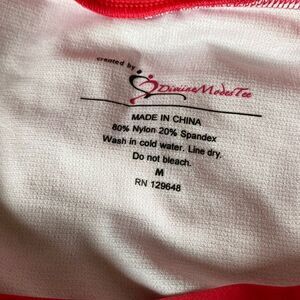 created by
DivineModesTee
MADE IN CHINA
80% Nylon 20% Spandex
Wash in cold water. Line dry.
Do not bleach.
M
RN 129648